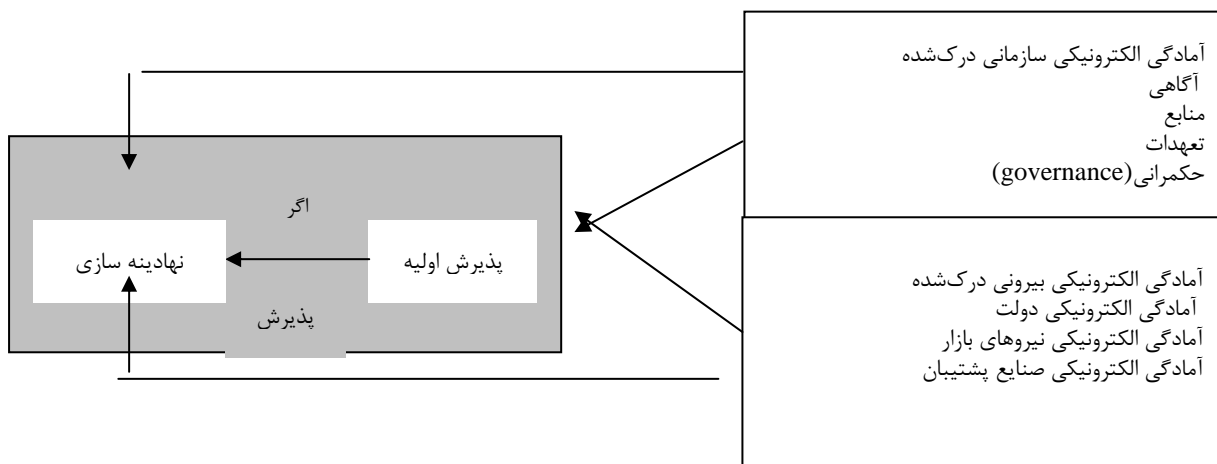 آمادگی الکترونیکی سازمانی درک‌شده
آگاهی
منابع
تعهدات
حکمرانی(governance)
آمادگی الکترونیکی بیرونی درک‌شده
آمادگی الکترونیکی دولت
آمادگی الکترونیکی نیروهای بازار
آمادگی الکترونیکی صنایع پشتیبان
اگر
پذیرش اولیه
نهادینه سازی
پذیرش